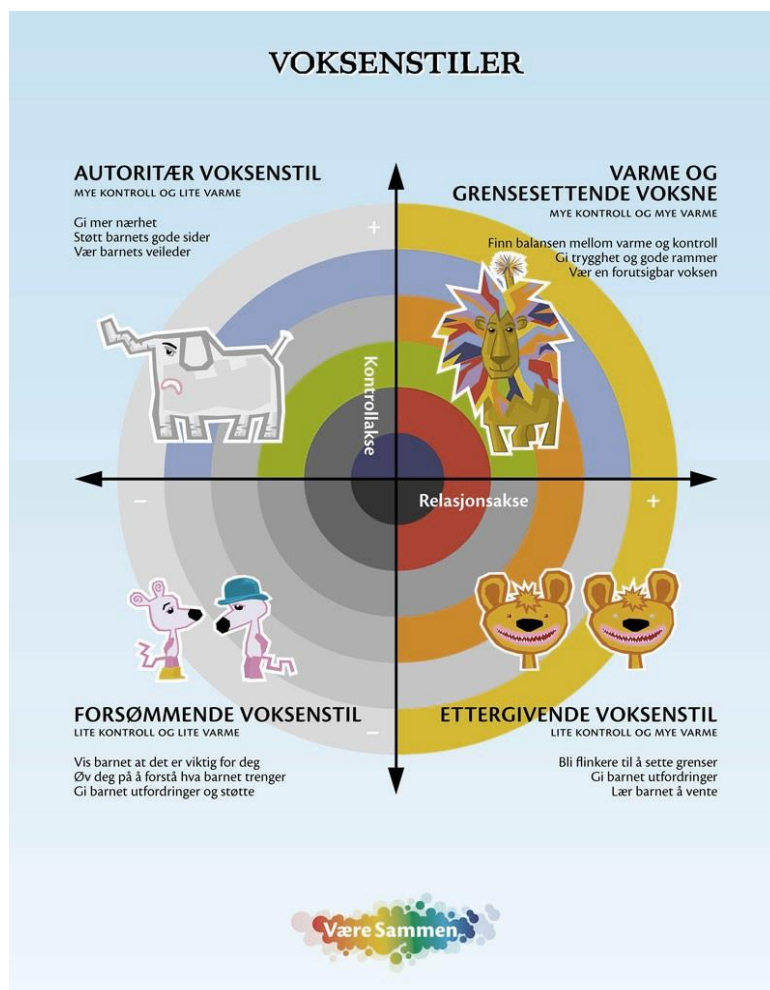 VOKSENSTILER
AUTORITÆR VOKSENSTIL
MYE KONTROLL OG LITE VARME
Gi mer nærhet
Støtt barnets gode sider
Vær barnets veileder
VARME OG
GRENSESETTENDE VOKSNE
MYE KONTROLL OG MYE VARME
Finn balansen mellom varme og kontroll
Gi trygghet og gode rammer
Vær en forutsigbar voksen
+
Kontrollakse
–
Relasjonsakse
+
–
FORSØMMENDE VOKSENSTIL
LITE KONTROLL OG LITE VARME
Vis barnet at det er viktig for deg
Øv deg på å forstå hva barnet trenger
Gi barnet utfordringer og støtte
ETTERGIVENDE VOKSENSTIL
LITE KONTROLL OG MYE VARME
Bli flinkere til å sette grenser
Gi barnet utfordringer
Lær barnet å vente
Være Sammen